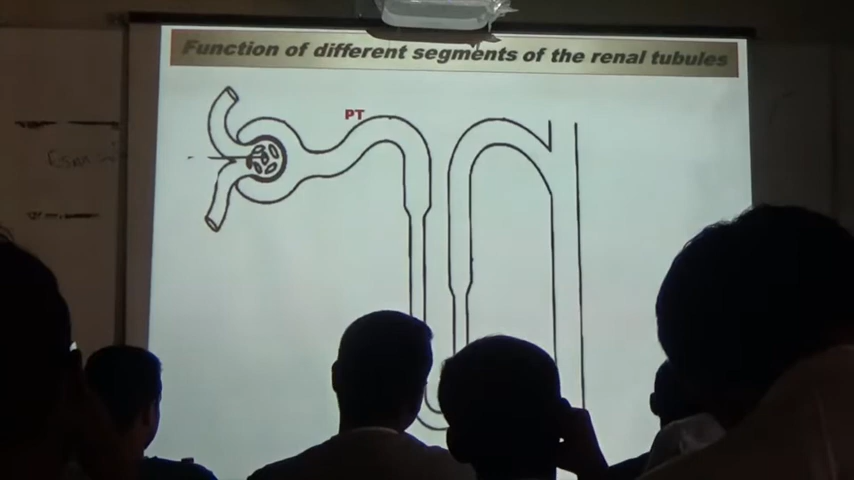 Function of different segments of the renal tubules
PT